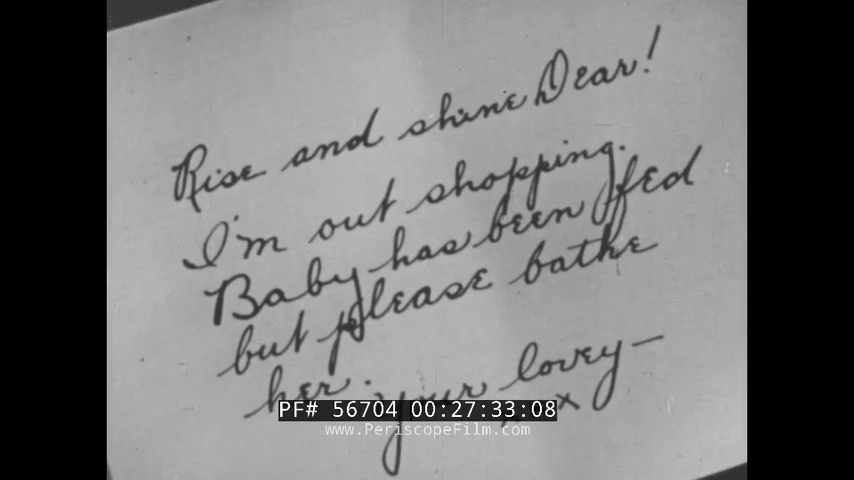 Rise and shine Dear!
I'm out shopping.
Baby has been fed
but please bathe
her.
your lovey—
x
PF# 56704 00:27:33:08
www.PeriscopeFilm.com